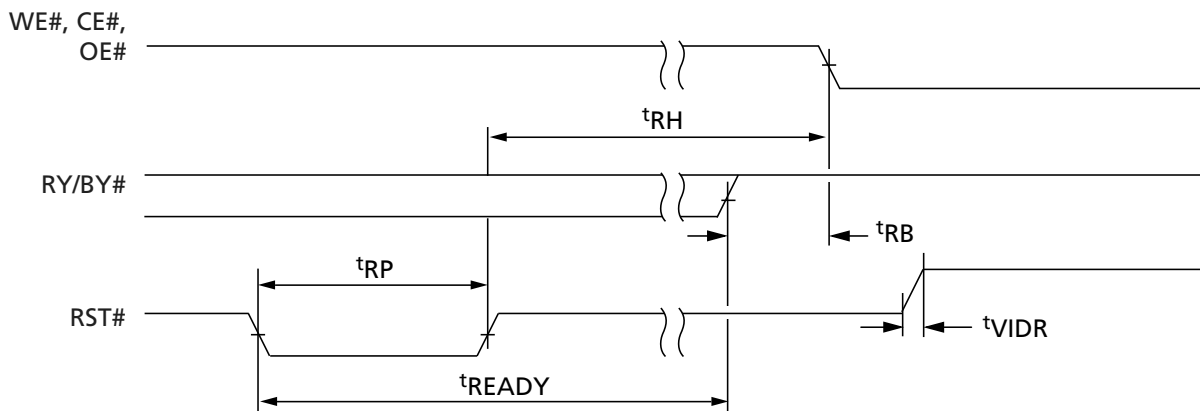 WE#, CE#,
OE#
tRH
RY/BY#
tRB
tRP
RST#
tVIDR
tREADY